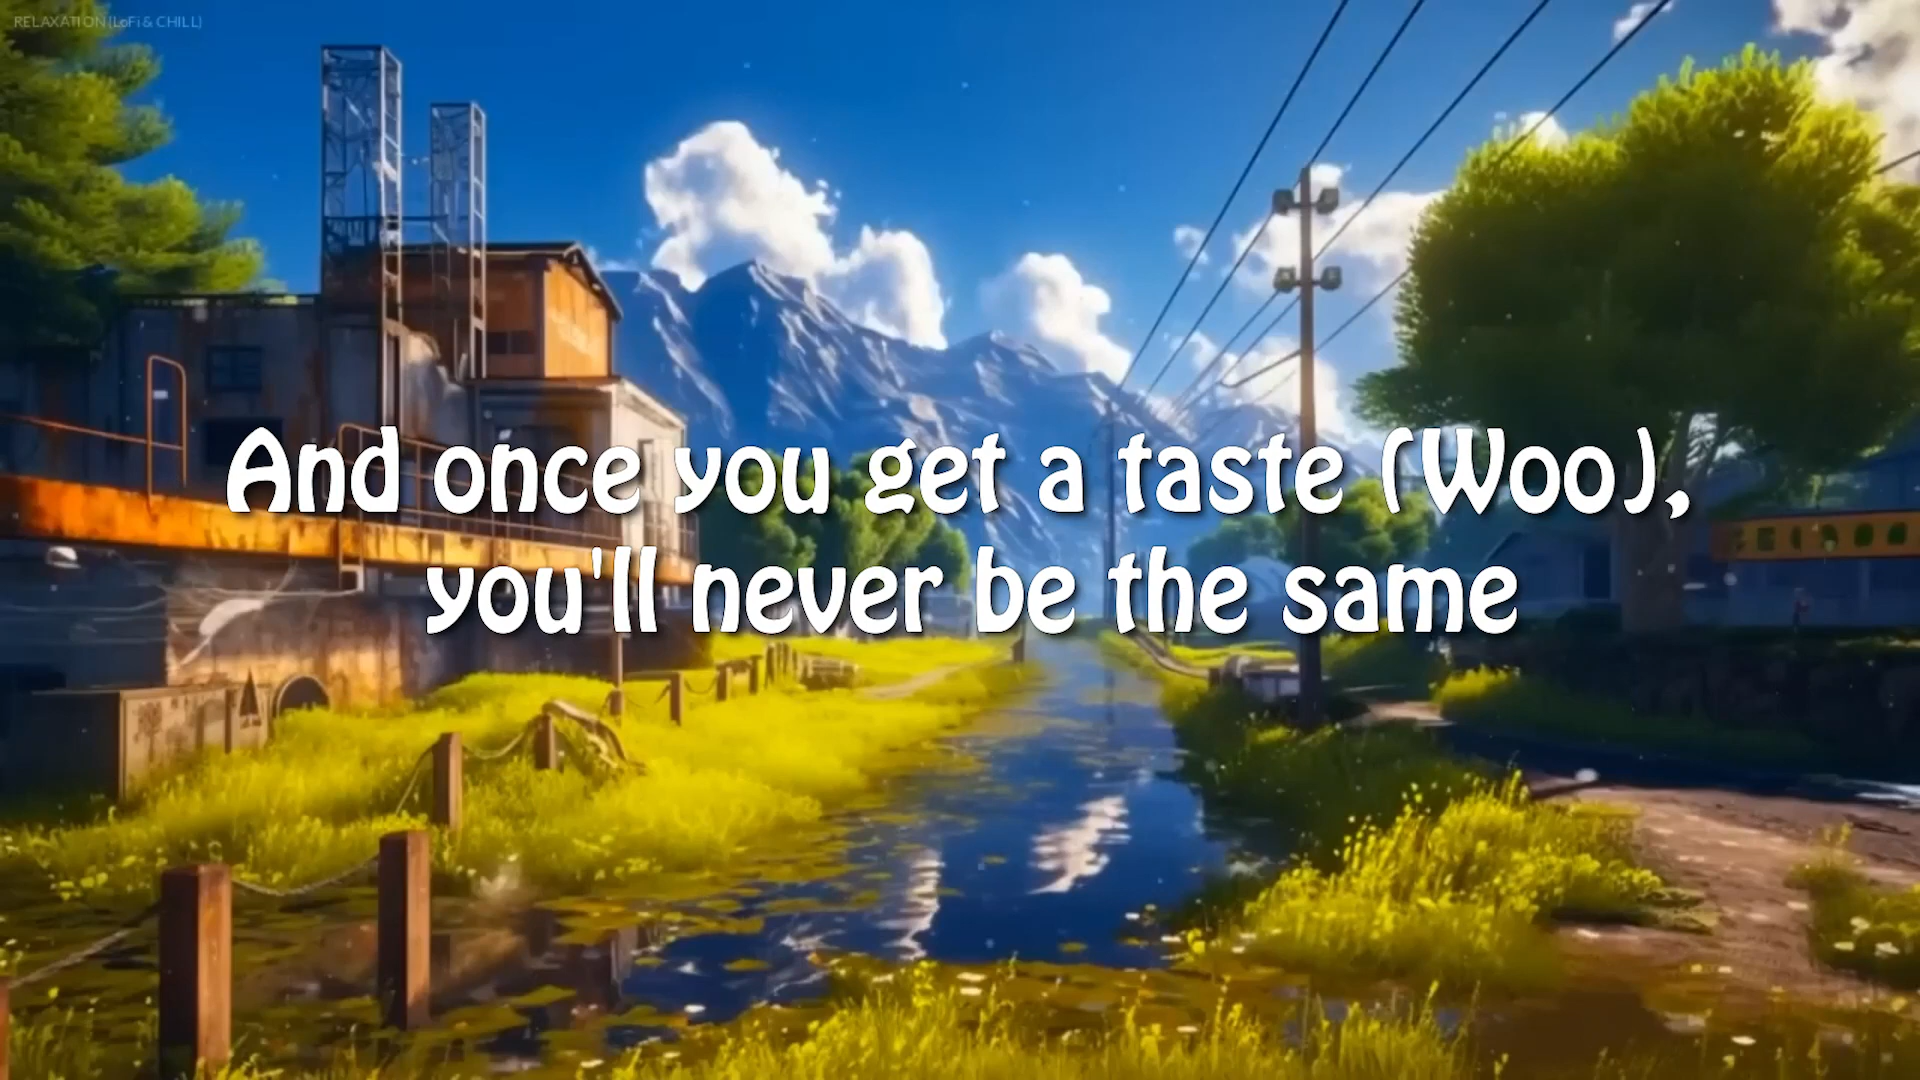 RELAXATION (LoFi & CHILL)
And once you get a taste (Woo),
you'll never be the same